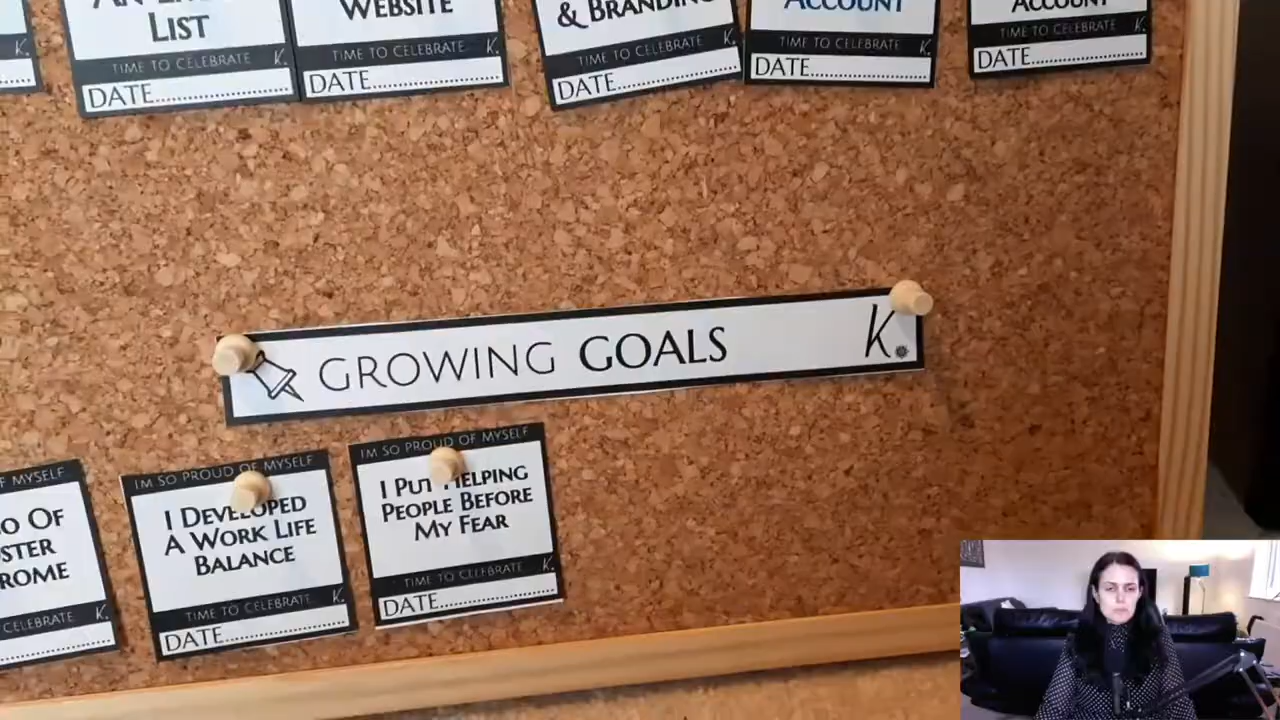 LIST
TIME TO CELEBRATE K.
DATE
WEBSITE
TIME TO CELEBRATE K.
DATE
& BRANDING
TIME TO CELEBRATE K.
DATE
ACCOUNT
TIME TO CELEBRATE K.
DATE
ACCOUNT
TIME TO CELEBRATE K.
DATE
GROWING GOALS K.
F MYSELF
O OF
STER
ROME
CELEBRATE K.
IM SO PROUD OF MYSELF
I DEVELOPED
A WORK LIFE
BALANCE
TIME TO CELEBRATE K.
DATE
IM SO PROUD OF MYSELF
I PUT HELPING
PEOPLE BEFORE
MY FEAR
TIME TO CELEBRATE K.
DATE